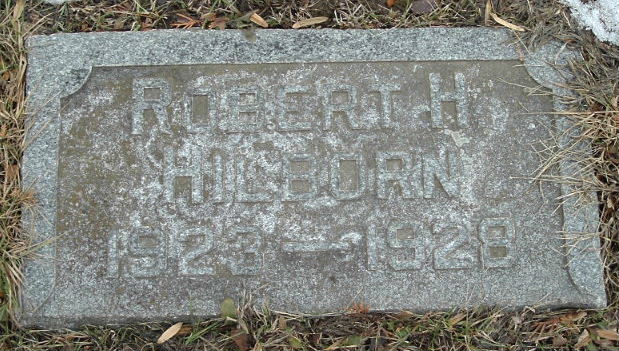 ROBERT H.
HILBORN
1923 — 1928